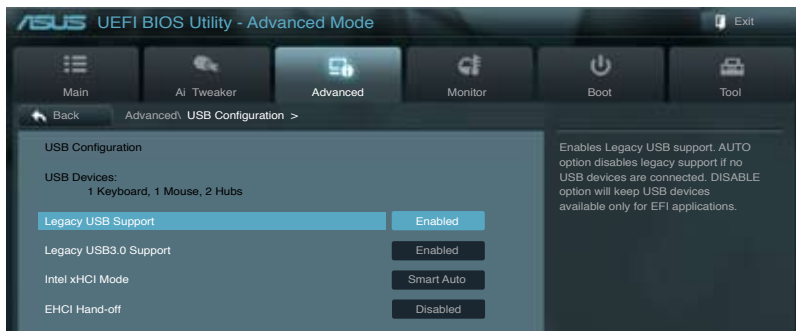 ASUS UEFI BIOS Utility - Advanced Mode
Exit
Main
Ai Tweaker
Advanced
Monitor
Boot
Tool
Back
Advanced\ USB Configuration >
USB Configuration
USB Devices:
1 Keyboard, 1 Mouse, 2 Hubs
Legacy USB Support Enabled
Legacy USB3.0 Support Enabled
Intel xHCI Mode Smart Auto
EHCI Hand-off Disabled
Enables Legacy USB support. AUTO
option disables legacy support if no
USB devices are connected. DISABLE
option will keep USB devices
available only for EFI applications.